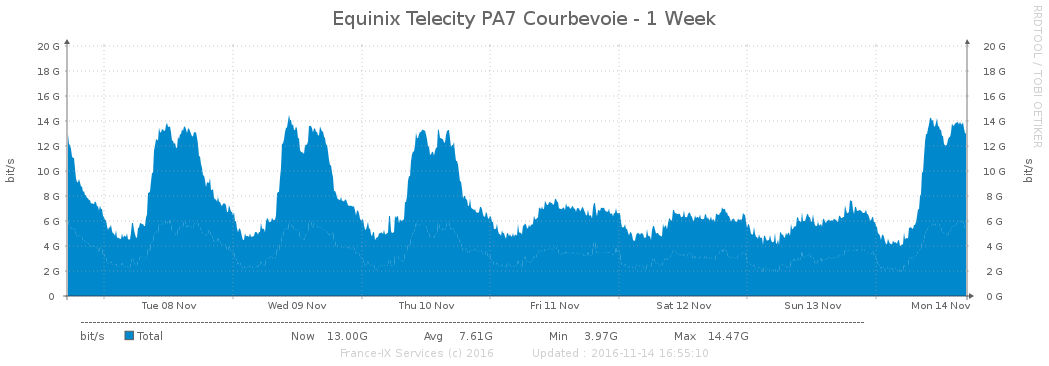 Equinix Telecity PA7 Courbevoie - 1 Week
RRDTOOL / TOBI OETIKER
bit/s
20 G
18 G
16 G
14 G
12 G
10 G
8 G
6 G
4 G
2 G
0
20 G
18 G
16 G
14 G
12 G
10 G
8 G
6 G
4 G
2 G
0 G
bit/s
Tue 08 Nov Wed 09 Nov Thu 10 Nov Fri 11 Nov Sat 12 Nov Sun 13 Nov Mon 14 Nov
bit/s Total Now 13.00G Avg 7.61G Min 3.97G Max 14.47G
France-IX Services (c) 2016 Updated : 2016-11-14 16:55:10